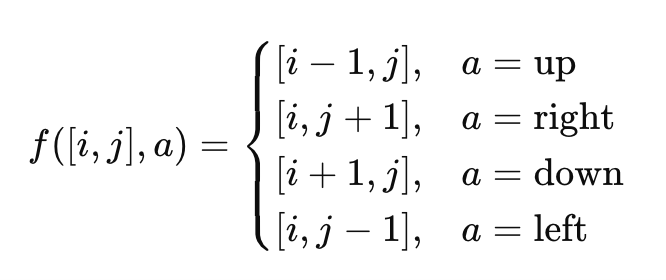 [i − 1, j], a = up
[i, j + 1], a = right
f([i, j], a) =
[i + 1, j], a = down
[i, j − 1], a = left